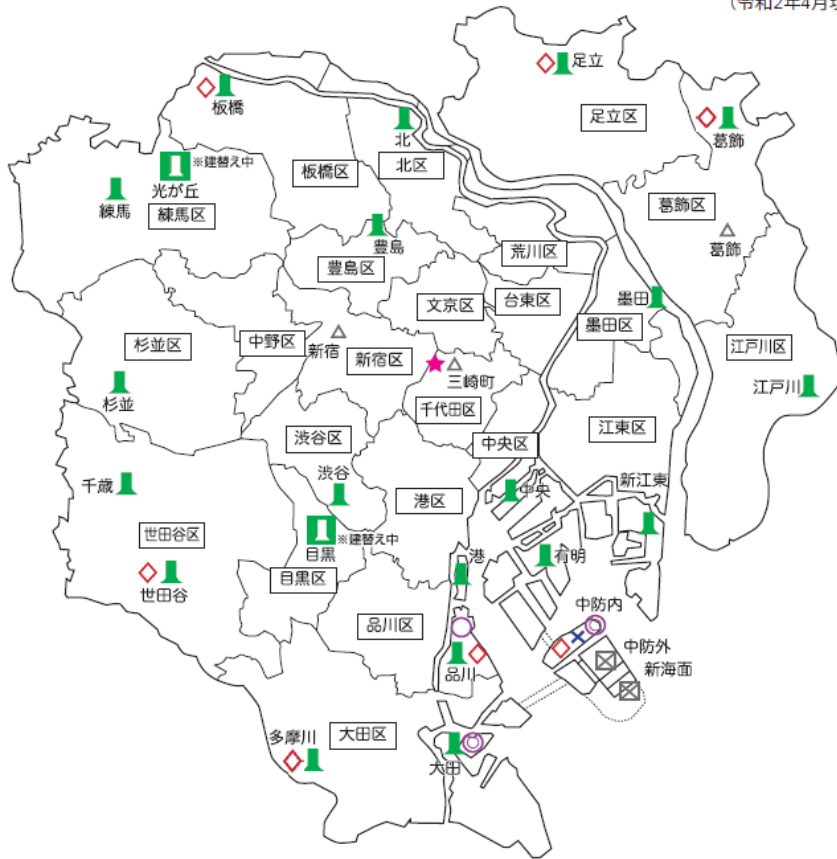 (令和2年4月現
足立
板橋
足立区
葛飾
北
※建替え中
光が丘
板橋区
北区
練馬
練馬区
葛飾区
豊島
葛飾
荒川区
豊島区
文京区
台東区
墨田
墨田区
中野区
新宿
新宿区
杉並区
江戸川区
三崎町
江戸川
杉並
千代田区
渋谷区
中央区
江東区
渋谷
千歳
港区
中央
新江東
世田谷区
※建替え中
目黒
港
有明
目黒区
世田谷
品川区
中防内
中防外
新海面
品川
多摩川
大田区
大田